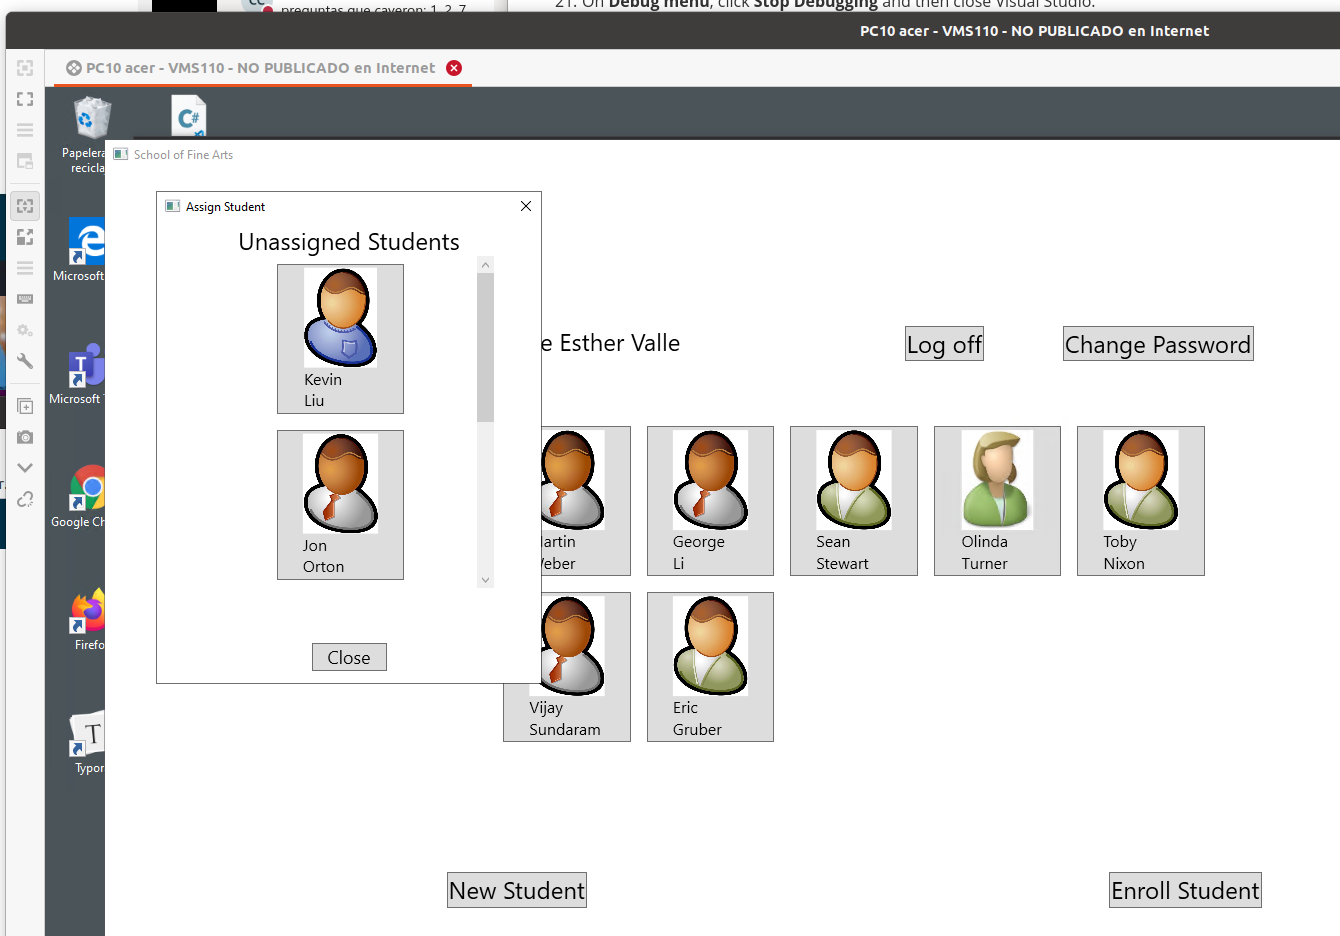 preguntas que cayeron: 1, 2, 7
21. On Debug menu, click Stop Debugging and then close Visual Studio.
PC10 acer - VMS110 - NO PUBLICADO en Internet
PC10 acer - VMS110 - NO PUBLICADO en Internet
C#
Papelera
recicla
School of Fine Arts
Assign Student
Unassigned Students
Kevin
Liu
Jon
Orton
Close
e Esther Valle
Log off
Change Password
artin
eber
George
Li
Sean
Stewart
Olinda
Turner
Toby
Nixon
Vijay
Sundaram
Eric
Gruber
New Student
Enroll Student
Microsoft
Microsoft
Google Ch
Firefo
Typor